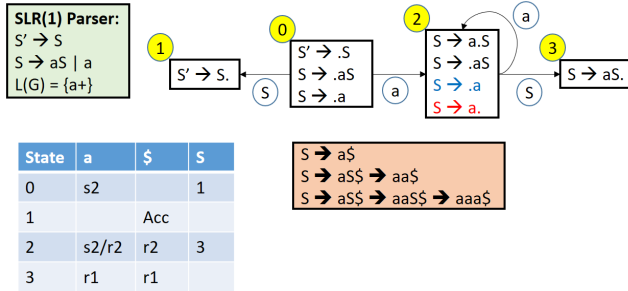 SLR(1) Parser:
S’ → S
S → aS | a
L(G) = {a+}
1
S’ → S.
S
0
S’ → .S
S → .aS
S → .a
a
2
S → a.S
S → .aS
S → .a
S → a.
a
S
3
S → aS.
State a $ S
0 s2 1
1 Acc
2 s2/r2 r2 3
3 r1 r1
S → a$
S → aS$ → aa$
S → aS$ → aaS$ → aaa$